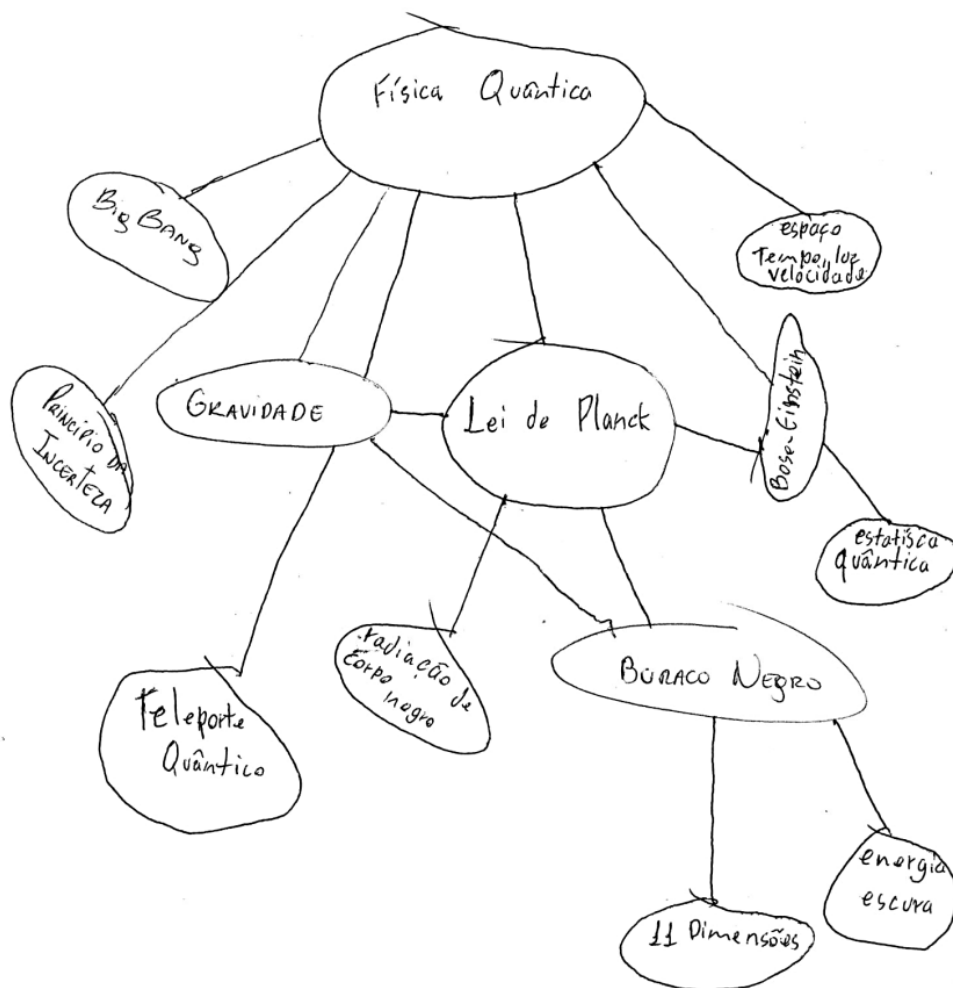 Física Quântica
Big BANg
espaço
Tempo, luz
velocidade
PRINCIPIO DA
INCERTEZA
GRAVIDADE
Lei de Planck
Bose-Einstein
estatísca
quântica
radiação de
Corpo
negro
BURACO NEgRO
Teleporte
Quântico
energia
escura
11 Dimensões